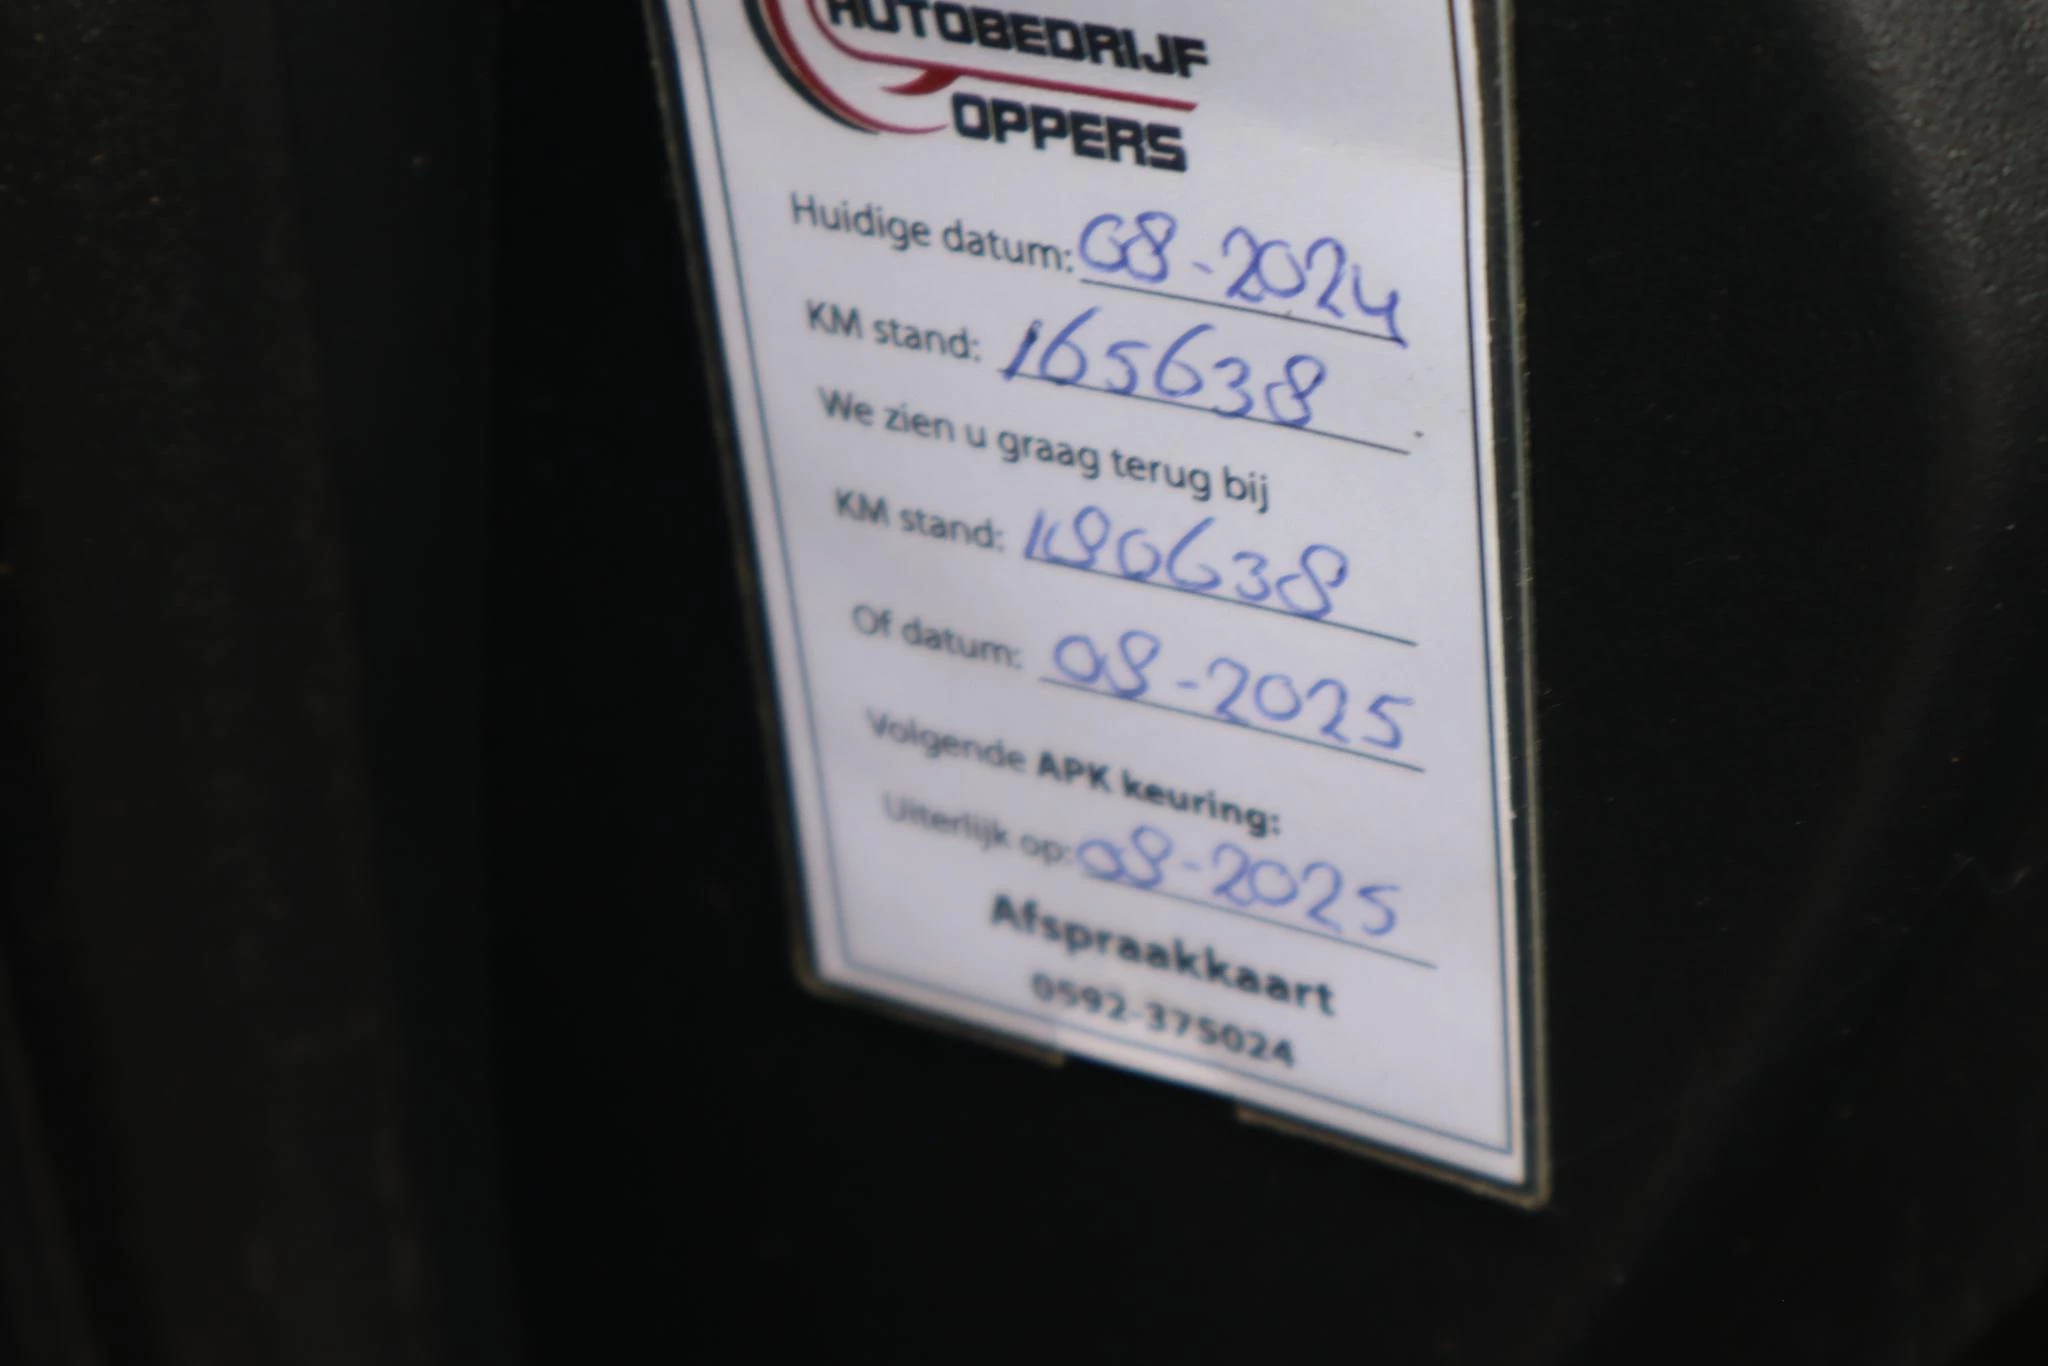 AUTOBEDRIJF
OPPERS
Huidige datum: 08-2024
KM stand: 165638
We zien u graag terug bij
KM stand: 180638
Of datum: 08-2025
Volgende APK keuring:
Uiterlijk op: 08-2025
Afspraakkaart
0592-375024